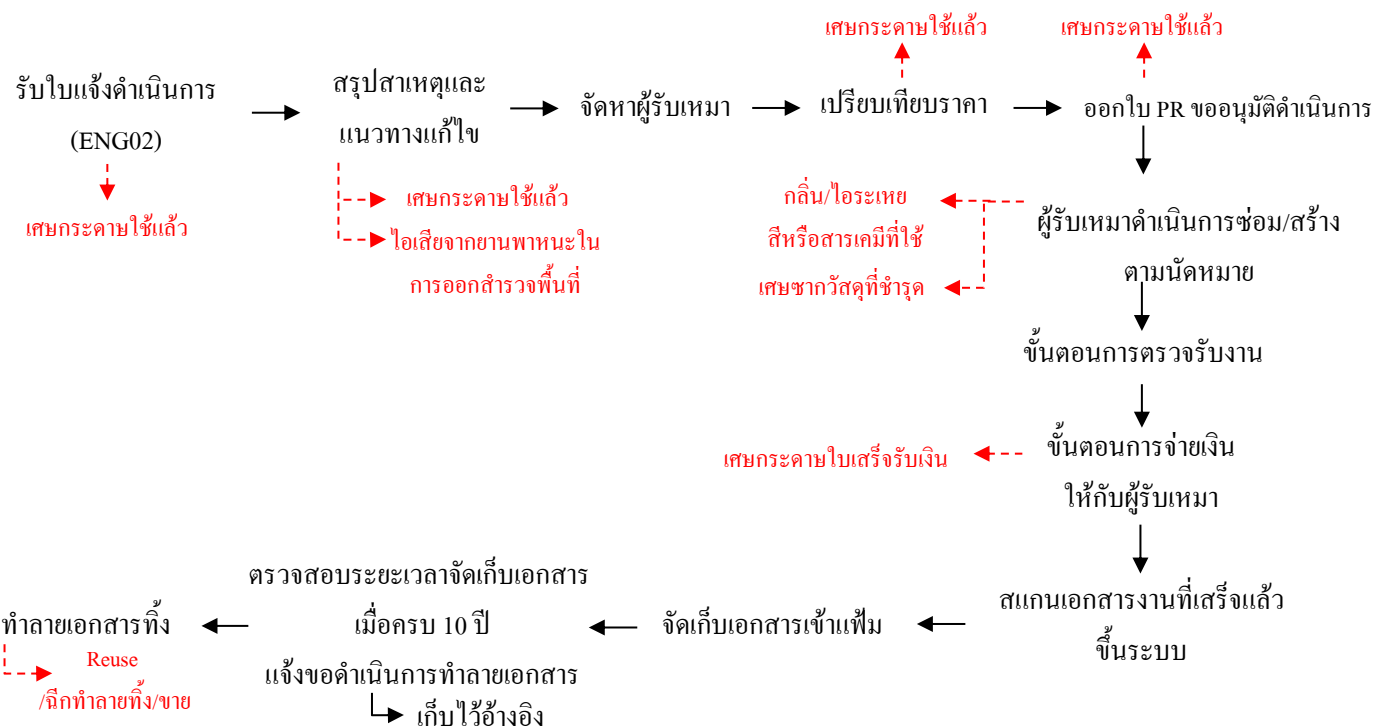 เศษกระดาษใช้แล้ว
เศษกระดาษใช้แล้ว
รับใบแจ้งดำเนินการ
(ENG02)
สรุปสาเหตุและ
แนวทางแก้ไข
จัดหาผู้รับเหมา
เปรียบเทียบราคา
ออกใบ PR ขออนุมัติดำเนินการ
เศษกระดาษใช้แล้ว
เศษกระดาษใช้แล้ว
ไอเสียจากยานพาหนะใน
การออกสำรวจพื้นที่
กลิ่น/ไอระเหย
สีหรือสารเคมีที่ใช้
เศษซากวัสดุที่ชำรุด
ผู้รับเหมาดำเนินการซ่อม/สร้าง
ตามนัดหมาย
ขั้นตอนการตรวจรับงาน
เศษกระดาษใบเสร็จรับเงิน
ขั้นตอนการจ่ายเงิน
ให้กับผู้รับเหมา
สแกนเอกสารงานที่เสร็จแล้ว
ขึ้นระบบ
จัดเก็บเอกสารเข้าแฟ้ม
ตรวจสอบระยะเวลาจัดเก็บเอกสาร
เมื่อครบ 10 ปี
แจ้งขอดำเนินการทำลายเอกสาร
เก็บไว้อ้างอิง
ทำลายเอกสารทิ้ง
Reuse
/ฉีกทำลายทิ้ง/ขาย